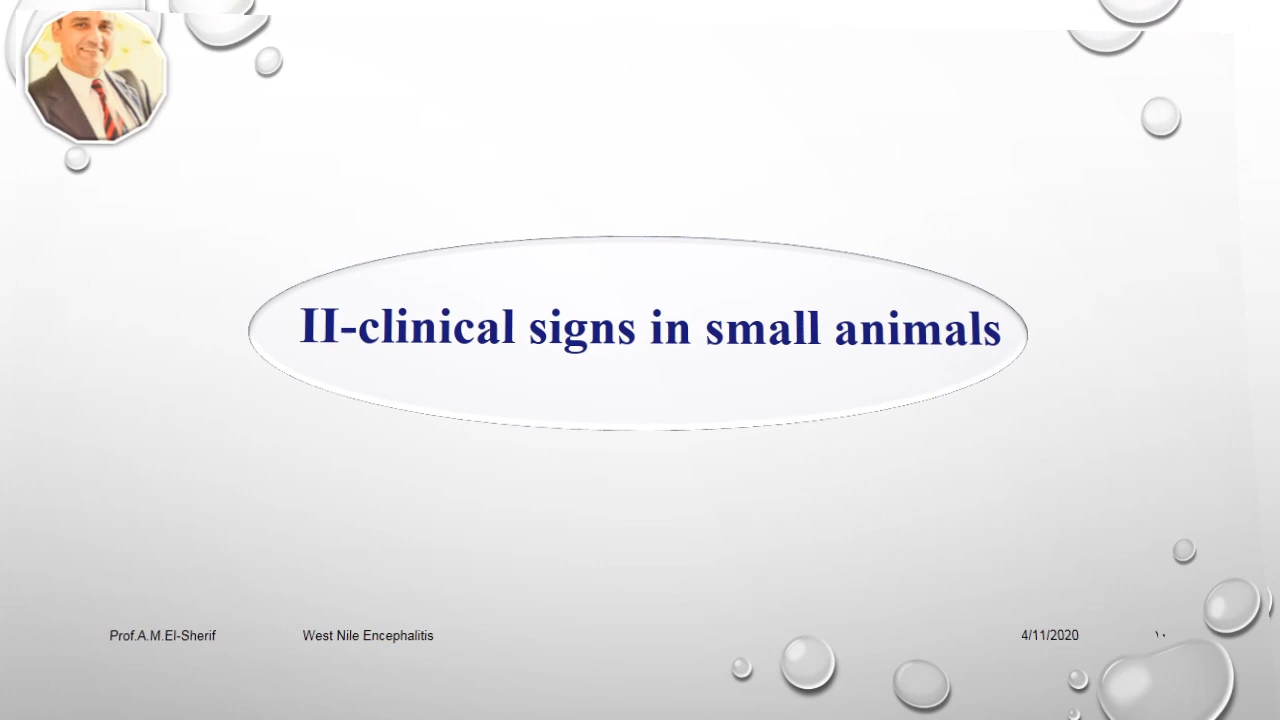 II-clinical signs in small animals
Prof.A.M.El-Sherif West Nile Encephalitis 4/11/2020 ١٠